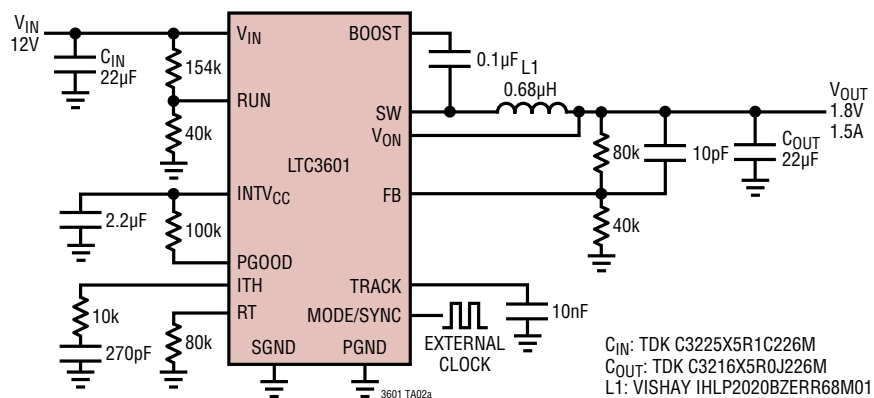 VIN
12V
CIN
22µF
154k
40k
2.2µF
100k
10k
270pF
80k
VIN
RUN
INTVCC
PGOOD
ITH
RT
SGND
LTC3601
BOOST
SW
VON
FB
TRACK
MODE/SYNC
PGND
0.1µF
L1
0.68µH
VOUT
1.8V
1.5A
80k
10pF
COUT
22µF
40k
10nF
EXTERNAL
CLOCK
3601 TA02a
CIN: TDK C3225X5R1C226M
COUT: TDK C3216X5R0J226M
L1: VISHAY IHLP2020BZERR68M01